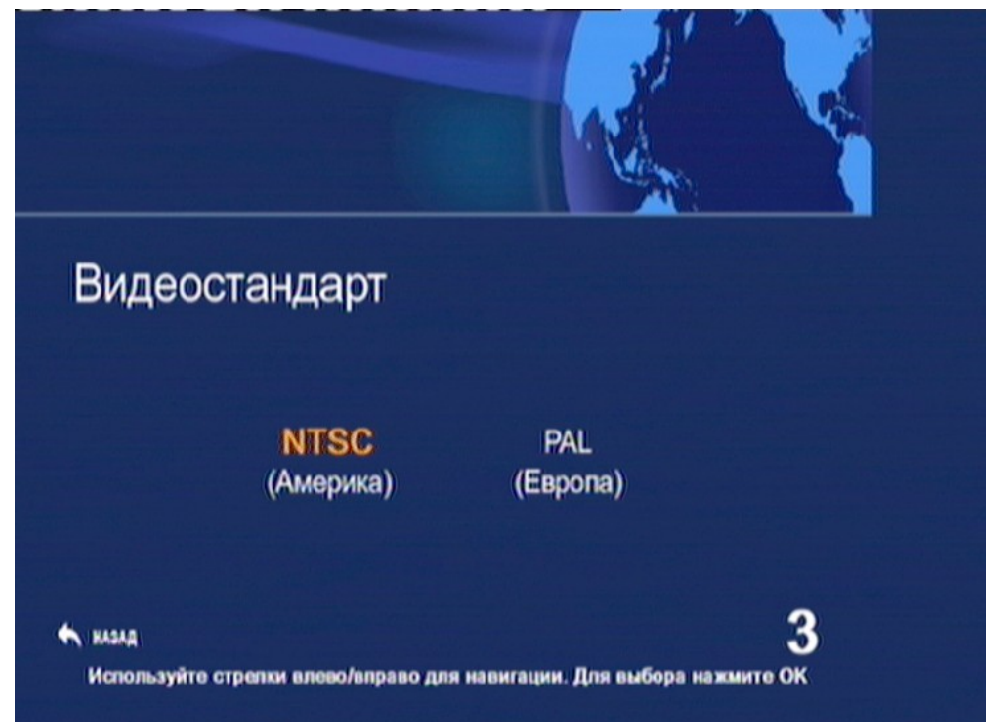 Видеостандарт
NTSC PAL
(Америка) (Европа)
НАЗАД
3
Используйте стрелки влево/вправо для навигации. Для выбора нажмите OK